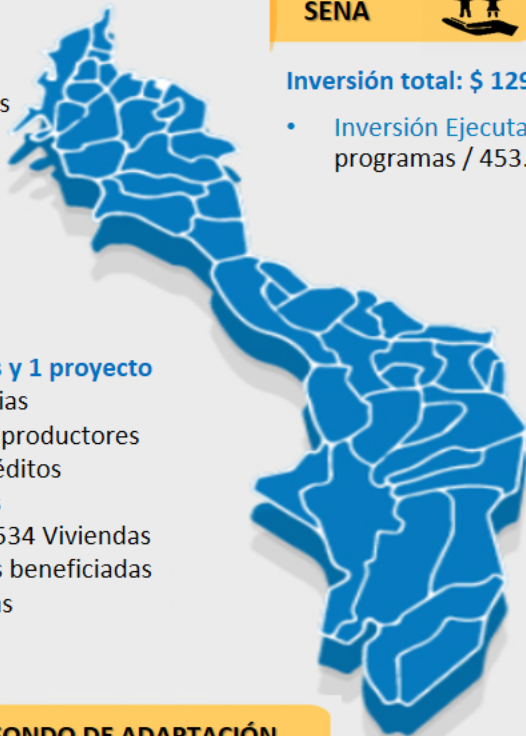 SENA
Inversión total: $ 129
• Inversión Ejecuta
programas / 453.
s
y 1 proyecto
ias
productores
éditos
534 Viviendas
s beneficiadas
as
FONDO DE ADAPTACIÓN